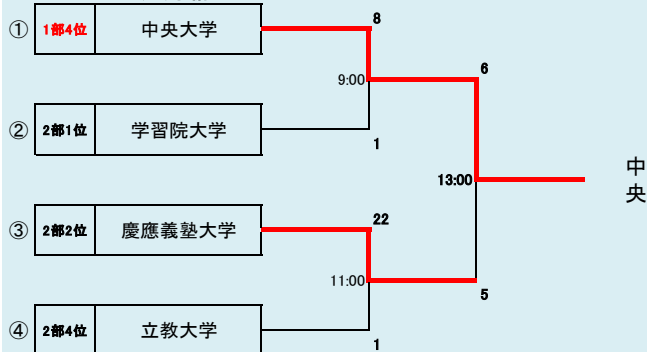 ① 1部4位 中央大学 8
9:00 6
② 2部1位 学習院大学
1
13:00 中央
③ 2部2位 慶應義塾大学 22
11:00 5
④ 2部4位 立教大学
1